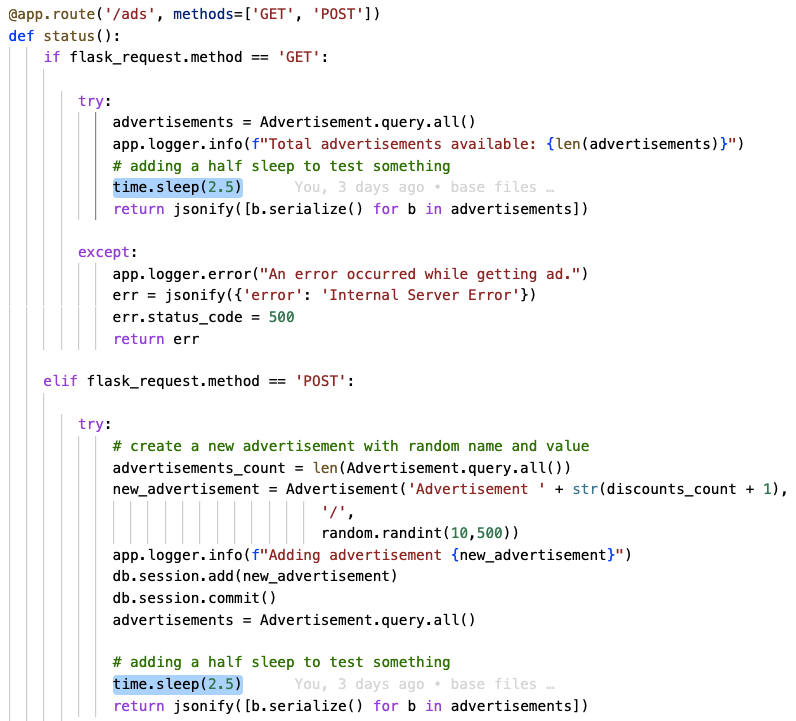 @app.route('/ads', methods=['GET', 'POST'])
def status():
    if flask_request.method == 'GET':

        try:
            advertisements = Advertisement.query.all()
            app.logger.info(f"Total advertisements available: {len(advertisements)}")
            # adding a half sleep to test something
            time.sleep(2.5)      You, 3 days ago • base files …
            return jsonify([b.serialize() for b in advertisements])

        except:
            app.logger.error("An error occurred while getting ad.")
            err = jsonify({'error': 'Internal Server Error'})
            err.status_code = 500
            return err

    elif flask_request.method == 'POST':

        try:
            # create a new advertisement with random name and value
            advertisements_count = len(Advertisement.query.all())
            new_advertisement = Advertisement('Advertisement ' + str(discounts_count + 1),
                                    '/',
                                    random.randint(10,500))
            app.logger.info(f"Adding advertisement {new_advertisement}")
            db.session.add(new_advertisement)
            db.session.commit()
            advertisements = Advertisement.query.all()

            # adding a half sleep to test something
            time.sleep(2.5)      You, 3 days ago • base files …
            return jsonify([b.serialize() for b in advertisements])